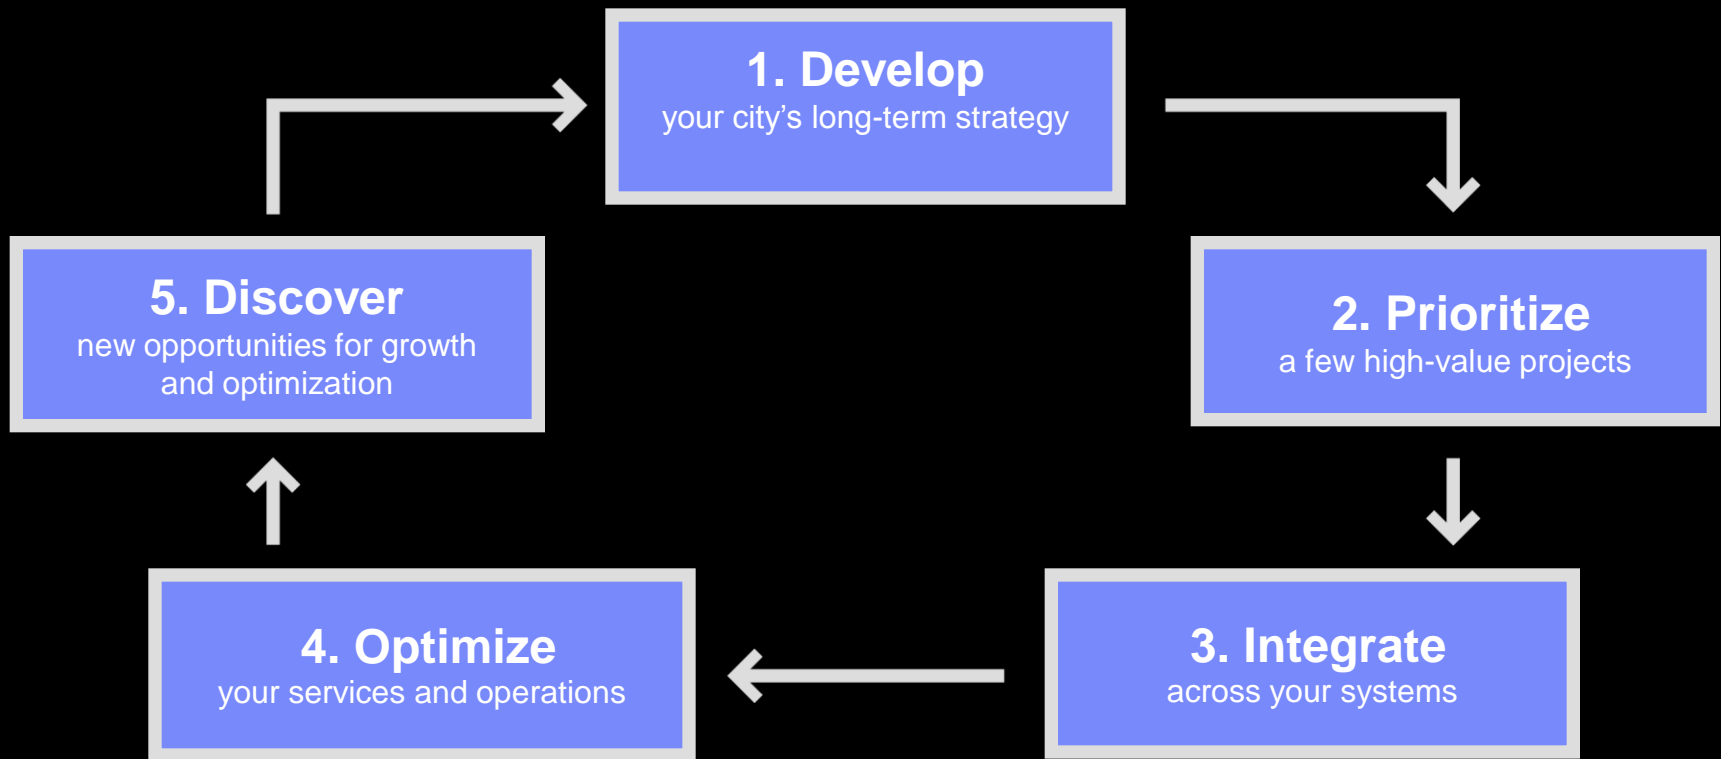 1. Develop
your city’s long-term strategy
2. Prioritize
a few high-value projects
3. Integrate
across your systems
4. Optimize
your services and operations
5. Discover
new opportunities for growth
and optimization